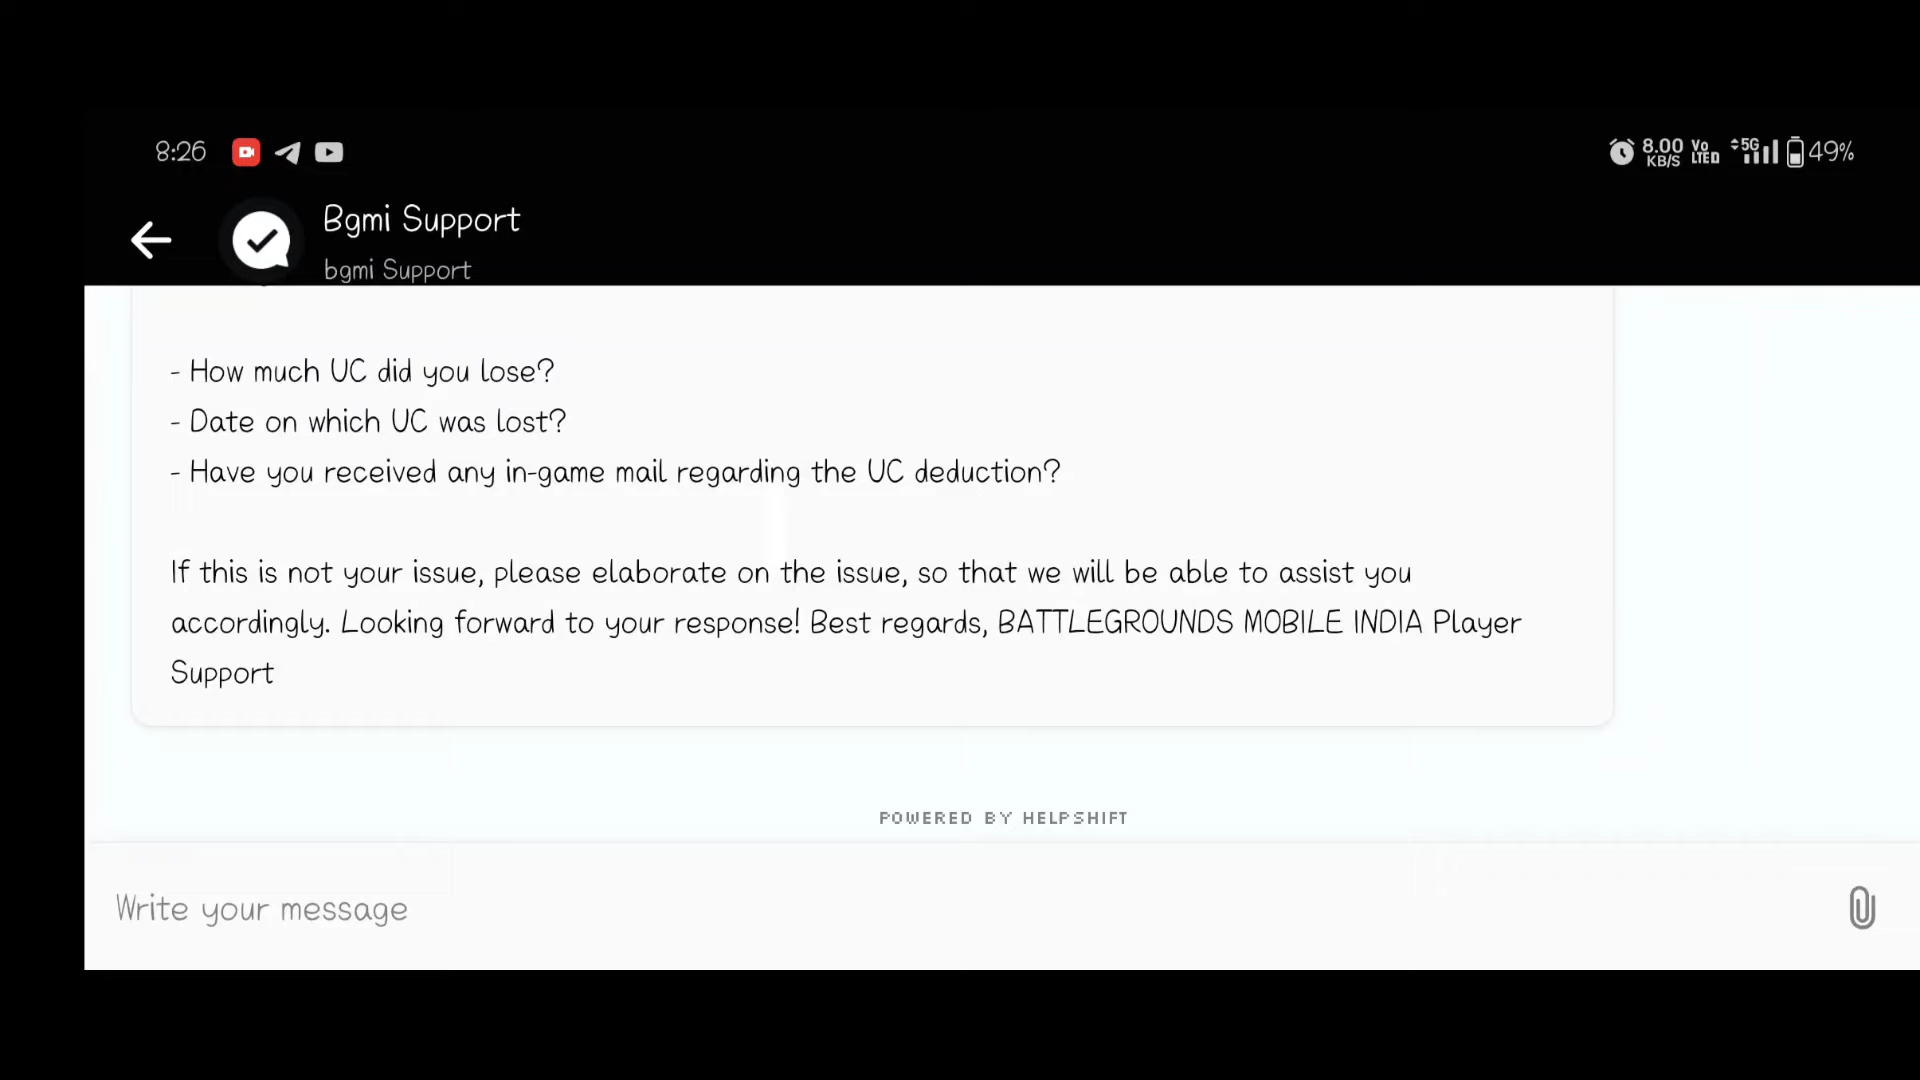 8:26
8.00 KB/S Vo LTED 5G 49%
Bgmi Support
bgmi Support
- How much UC did you lose?
- Date on which UC was lost?
- Have you received any in-game mail regarding the UC deduction?
If this is not your issue, please elaborate on the issue, so that we will be able to assist you
accordingly. Looking forward to your response! Best regards, BATTLEGROUNDS MOBILE INDIA Player
Support
POWERED BY HELPSHIFT
Write your message